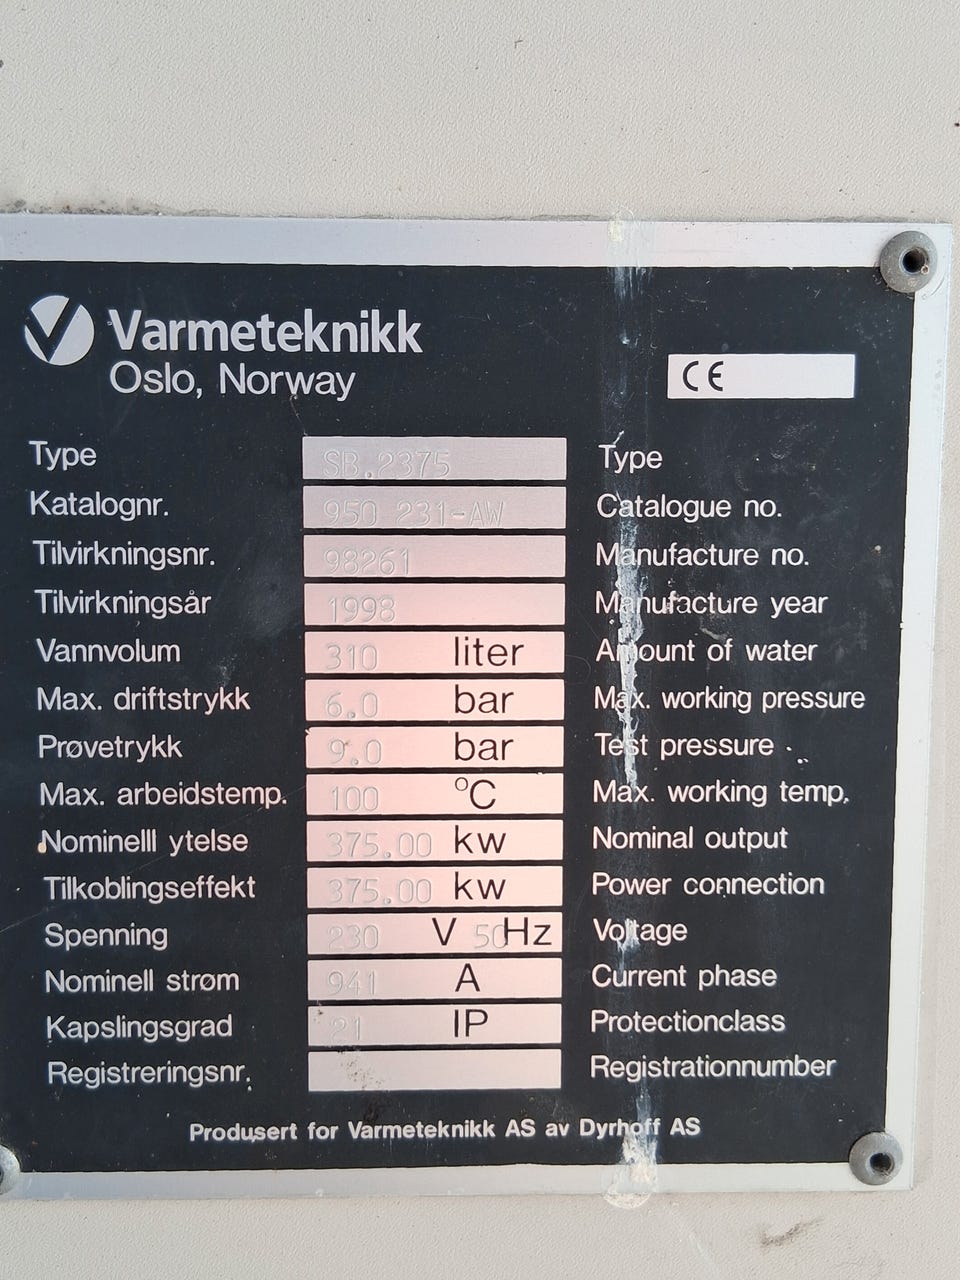 Varmeteknikk
Oslo, Norway
CE
Type SB.2375 Type
Katalognr. 950 231-AW Catalogue no.
Tilvirkningsnr. 98261 Manufacture no.
Tilvirkningsår 1998 Manufacture year
Vannvolum 310 liter Amount of water
Max. driftstrykk 6.0 bar Max. working pressure
Prøvetrykk 9.0 bar Test pressure
Max. arbeidstemp. 100 °C Max. working temp.
Nominelll ytelse 375.00 kw Nominal output
Tilkoblingseffekt 375.00 kw Power connection
Spenning 230 V 50 Hz Voltage
Nominell strøm 941 A Current phase
Kapslingsgrad 21 IP Protectionclass
Registreringsnr. Registrationnumber
Produsert for Varmeteknikk AS av Dyrhoff AS